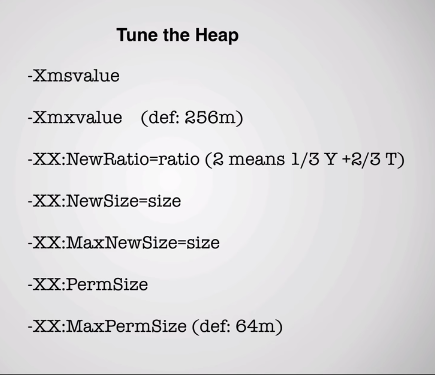 Tune the Heap
-Xmsvalue
-Xmxvalue (def: 256m)
-XX:NewRatio=ratio (2 means 1/3 Y +2/3 T)
-XX:NewSize=size
-XX:MaxNewSize=size
-XX:PermSize
-XX:MaxPermSize (def: 64m)